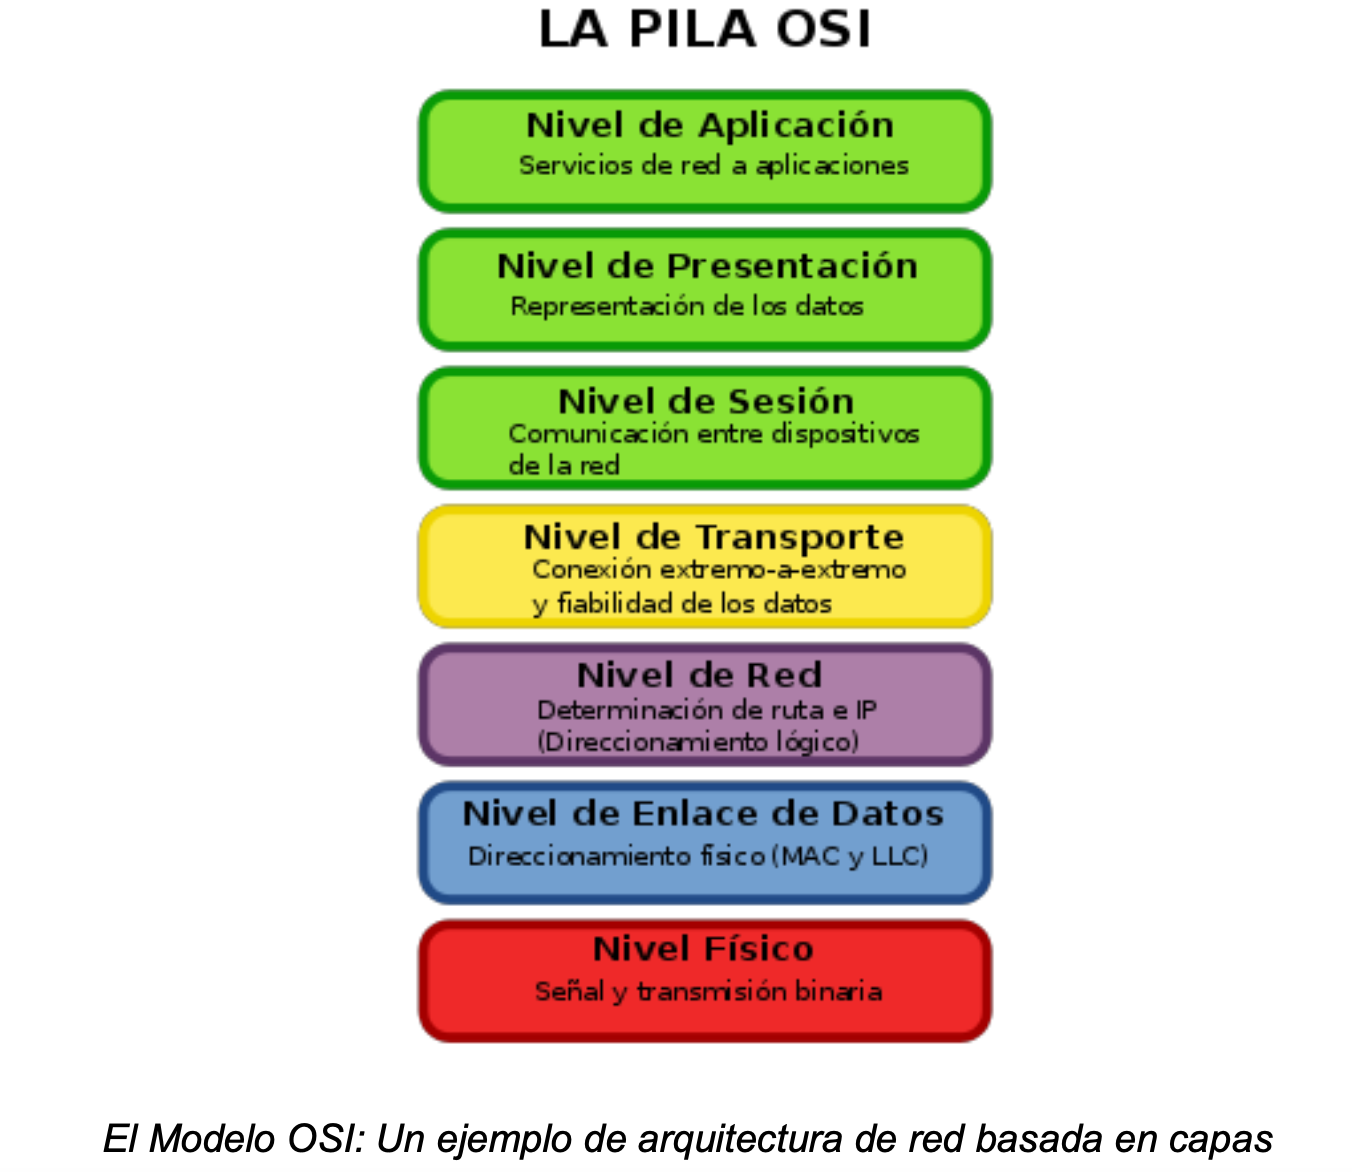 LA PILA OSI
Nivel de Aplicación
Servicios de red a aplicaciones
Nivel de Presentación
Representación de los datos
Nivel de Sesión
Comunicación entre dispositivos
de la red
Nivel de Transporte
Conexión extremo-a-extremo
y fiabilidad de los datos
Nivel de Red
Determinación de ruta e IP
(Direccionamiento lógico)
Nivel de Enlace de Datos
Direccionamiento físico (MAC y LLC)
Nivel Físico
Señal y transmisión binaria
El Modelo OSI: Un ejemplo de arquitectura de red basada en capas